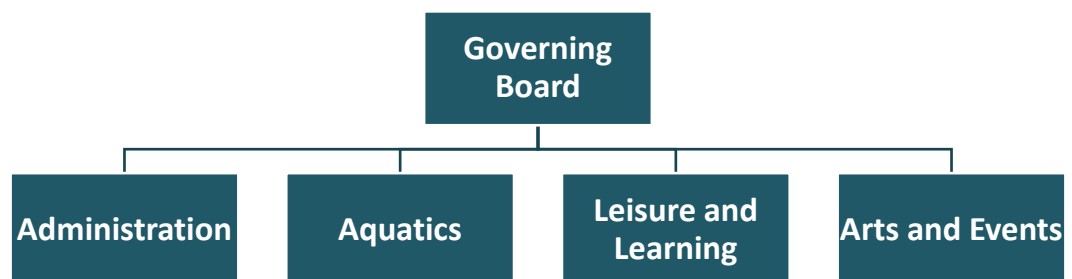 Governing
Board
Administration
Aquatics
Leisure and
Learning
Arts and Events